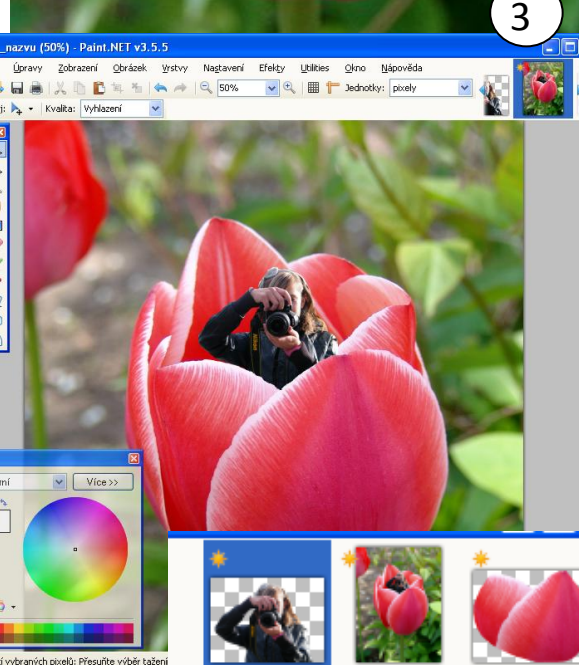 3
_nazvu (50%) - Paint.NET v3.5.5
Úpravy Zobrazení Obrázek Vrstvy Nastavení Efekty Utilities Okno Nápověda
50% Jednotky: pixely
Kvalita: Vyhlazení
Více >>
vybraných pixelů: Přesuňte výběr tažení